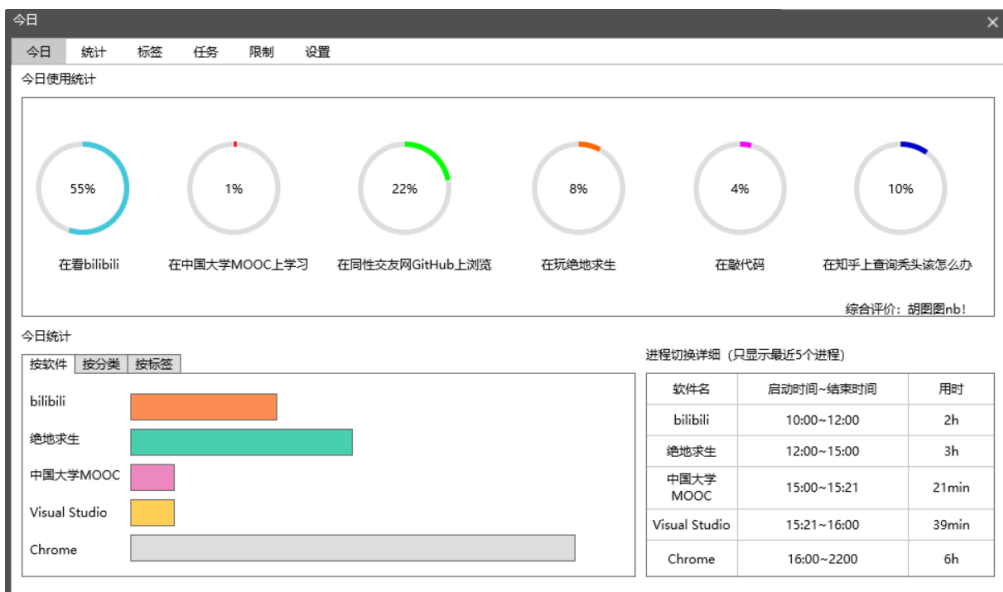 今日
今日 统计 标签 任务 限制 设置
今日使用统计
55% 1% 22% 8% 4% 10%
在看bilibili 在中国大学MOOC上学习 在同性交友网GitHub上浏览 在玩绝地求生 在敲代码 在知乎上查询秃头该怎么办
综合评价：胡图图nb!
今日统计
按软件 按分类 按标签
bilibili
绝地求生
中国大学MOOC
Visual Studio
Chrome
进程切换详细（只显示最近5个进程）
软件名 启动时间~结束时间 用时
bilibili 10:00~12:00 2h
绝地求生 12:00~15:00 3h
中国大学
MOOC 15:00~15:21 21min
Visual Studio 15:21~16:00 39min
Chrome 16:00~2200 6h